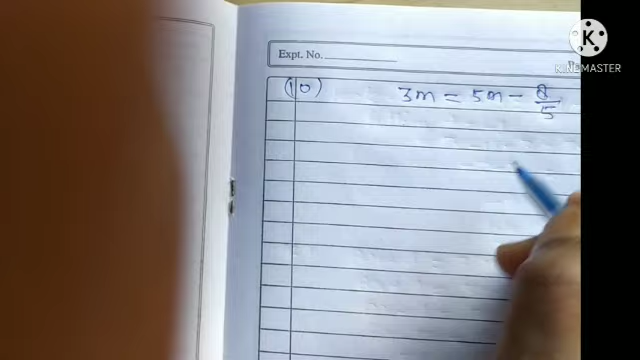 Expt. No.
KINEMASTER
(10) 3m = 5m - 8/5